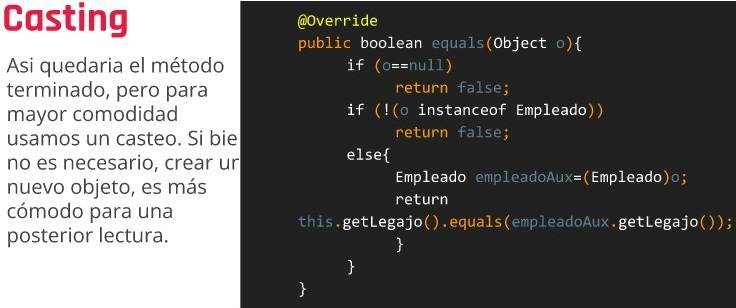 Casting
Asi quedaria el método
terminado, pero para
mayor comodidad
usamos un casteo. Si bie
no es necesario, crear ur
nuevo objeto, es más
cómodo para una
posterior lectura.
@Override
public boolean equals(Object o){
if (o==null)
return false;
if (!(o instanceof Empleado))
return false;
else{
Empleado empleadoAux=(Empleado)o;
return
this.getLegajo().equals(empleadoAux.getLegajo());
}
}
}